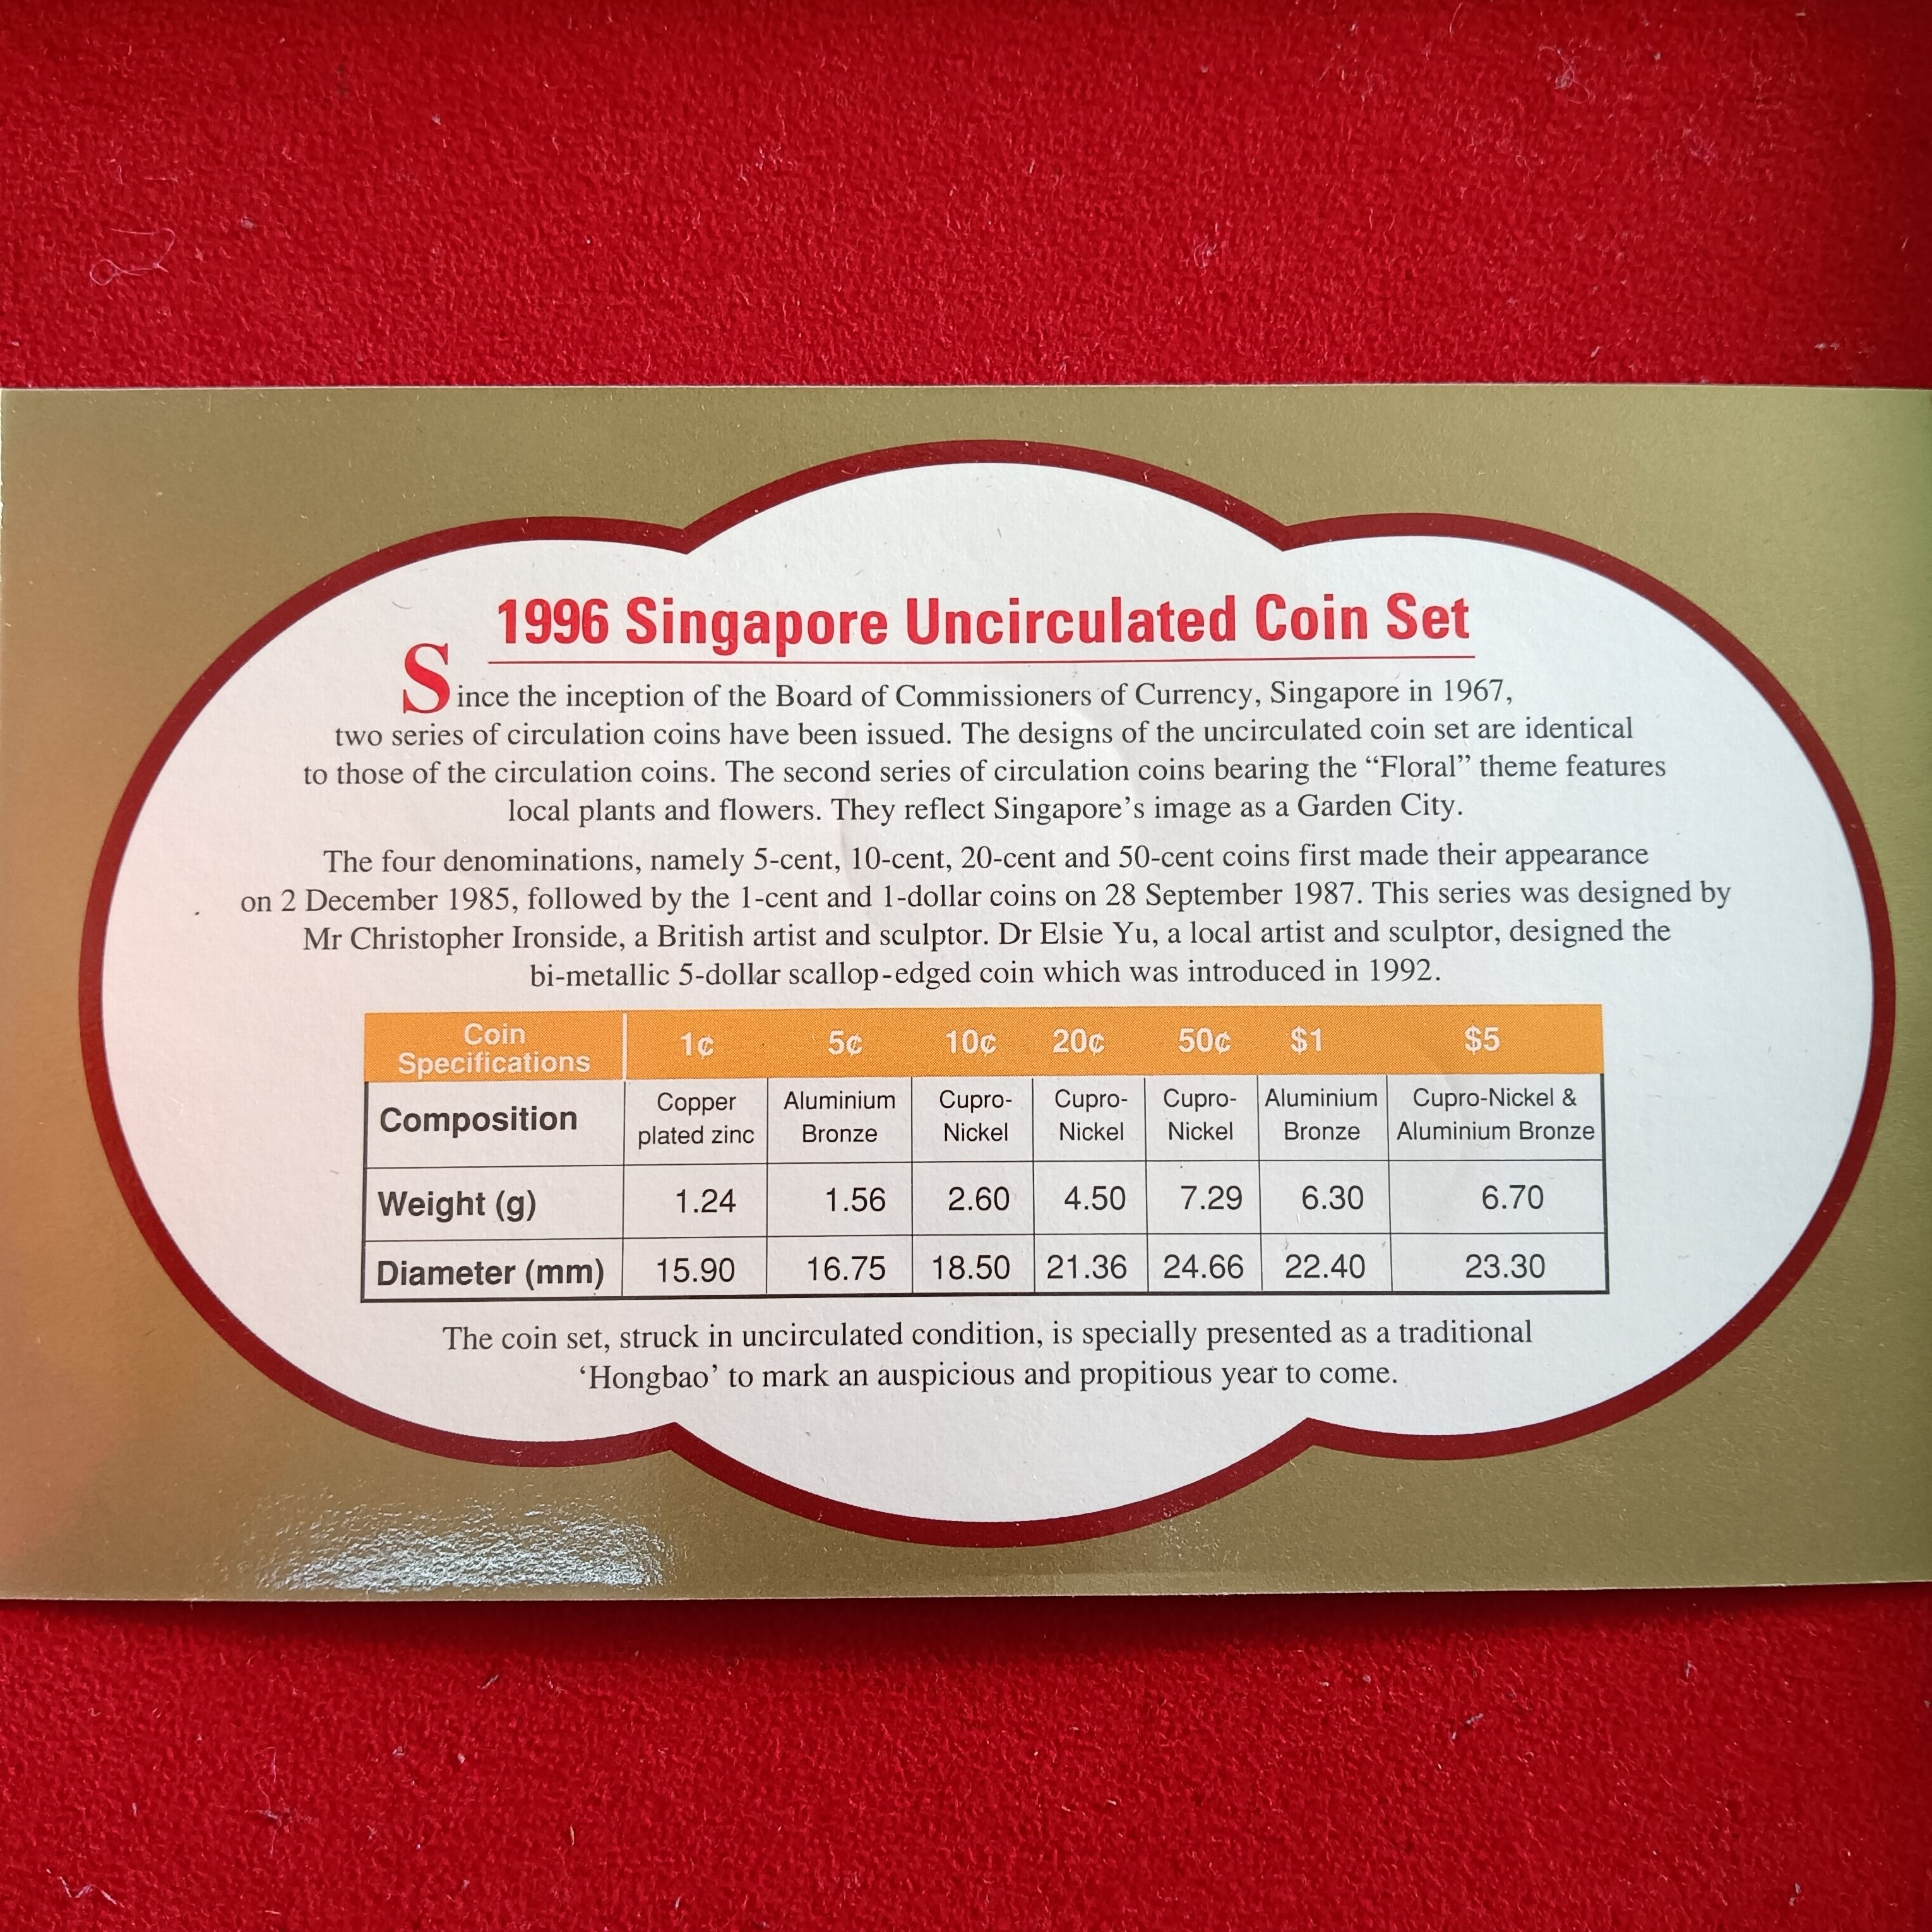 1996 Singapore Uncirculated Coin Set
Since the inception of the Board of Commissioners of Currency, Singapore in 1967,
two series of circulation coins have been issued. The designs of the uncirculated coin set are identical
to those of the circulation coins. The second series of circulation coins bearing the “Floral” theme features
local plants and flowers. They reflect Singapore’s image as a Garden City.
The four denominations, namely 5-cent, 10-cent, 20-cent and 50-cent coins first made their appearance
on 2 December 1985, followed by the 1-cent and 1-dollar coins on 28 September 1987. This series was designed by
Mr Christopher Ironside, a British artist and sculptor. Dr Elsie Yu, a local artist and sculptor, designed the
bi-metallic 5-dollar scallop-edged coin which was introduced in 1992.
Coin Specifications 1¢ 5¢ 10¢ 20¢ 50¢ $1 $5
Composition Copper plated zinc Aluminium Bronze Cupro-Nickel Cupro-Nickel Cupro-Nickel Aluminium Bronze Cupro-Nickel & Aluminium Bronze
Weight (g) 1.24 1.56 2.60 4.50 7.29 6.30 6.70
Diameter (mm) 15.90 16.75 18.50 21.36 24.66 22.40 23.30
The coin set, struck in uncirculated condition, is specially presented as a traditional
‘Hongbao’ to mark an auspicious and propitious year to come.